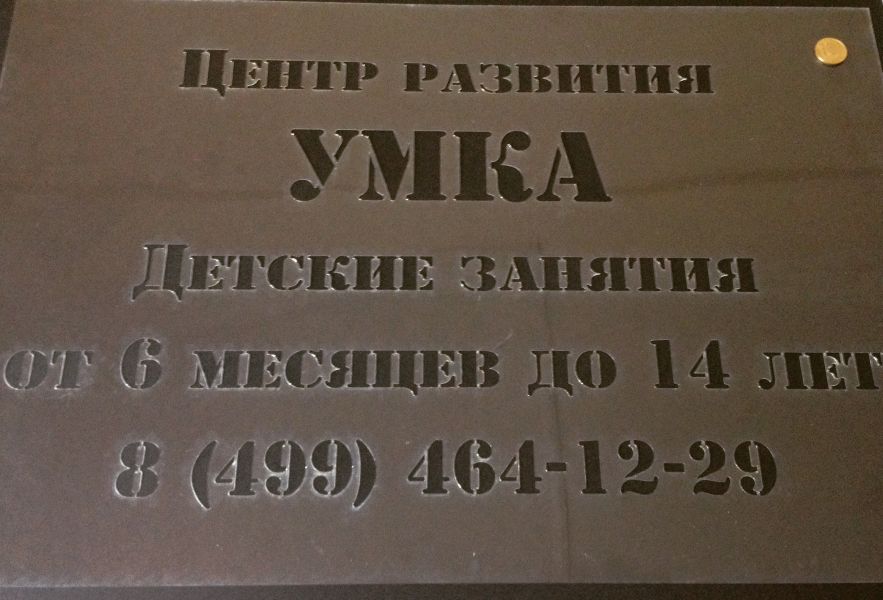 Центр развития
УМКА
Детские занятия
от 6 месяцев до 14 лет
8 (499) 464-12-29